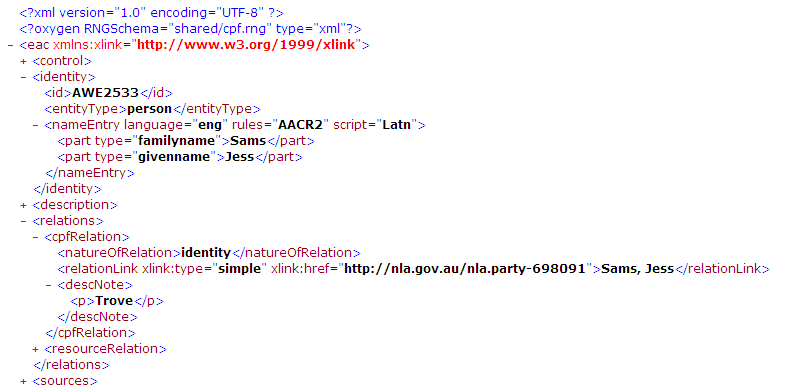 <?xml version="1.0" encoding="UTF-8" ?>
<?oxygen RNGSchema="shared/cpf.rng" type="xml"?>
- <eac xmlns:xlink="http://www.w3.org/1999/xlink">
+ <control>
- <identity>
<id>AWE2533</id>
<entityType>person</entityType>
- <nameEntry language="eng" rules="AACR2" script="Latn">
<part type="familyname">Sams</part>
<part type="givenname">Jess</part>
</nameEntry>
</identity>
+ <description>
- <relations>
- <cpfRelation>
<natureOfRelation>identity</natureOfRelation>
<relationLink xlink:type="simple" xlink:href="http://nla.gov.au/nla.party-698091">Sams, Jess</relationLink>
- <descNote>
<p>Trove</p>
</descNote>
</cpfRelation>
+ <resourceRelation>
</relations>
+ <sources>